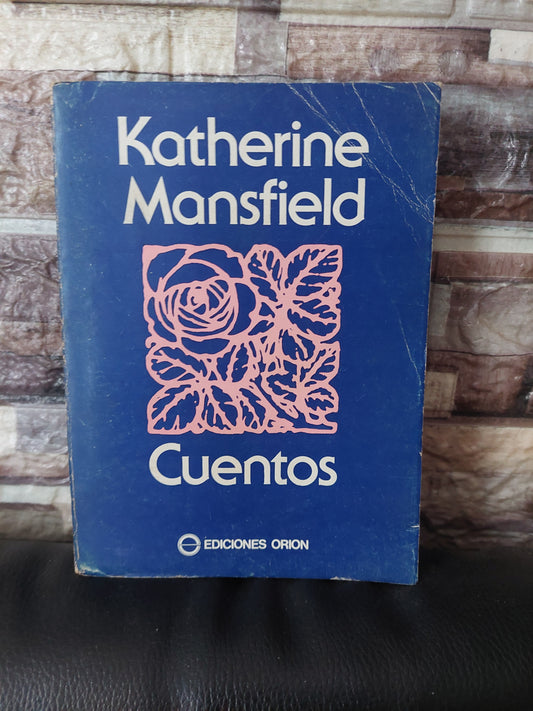 Katherine
Mansfield
Cuentos
EDICIONES ORION